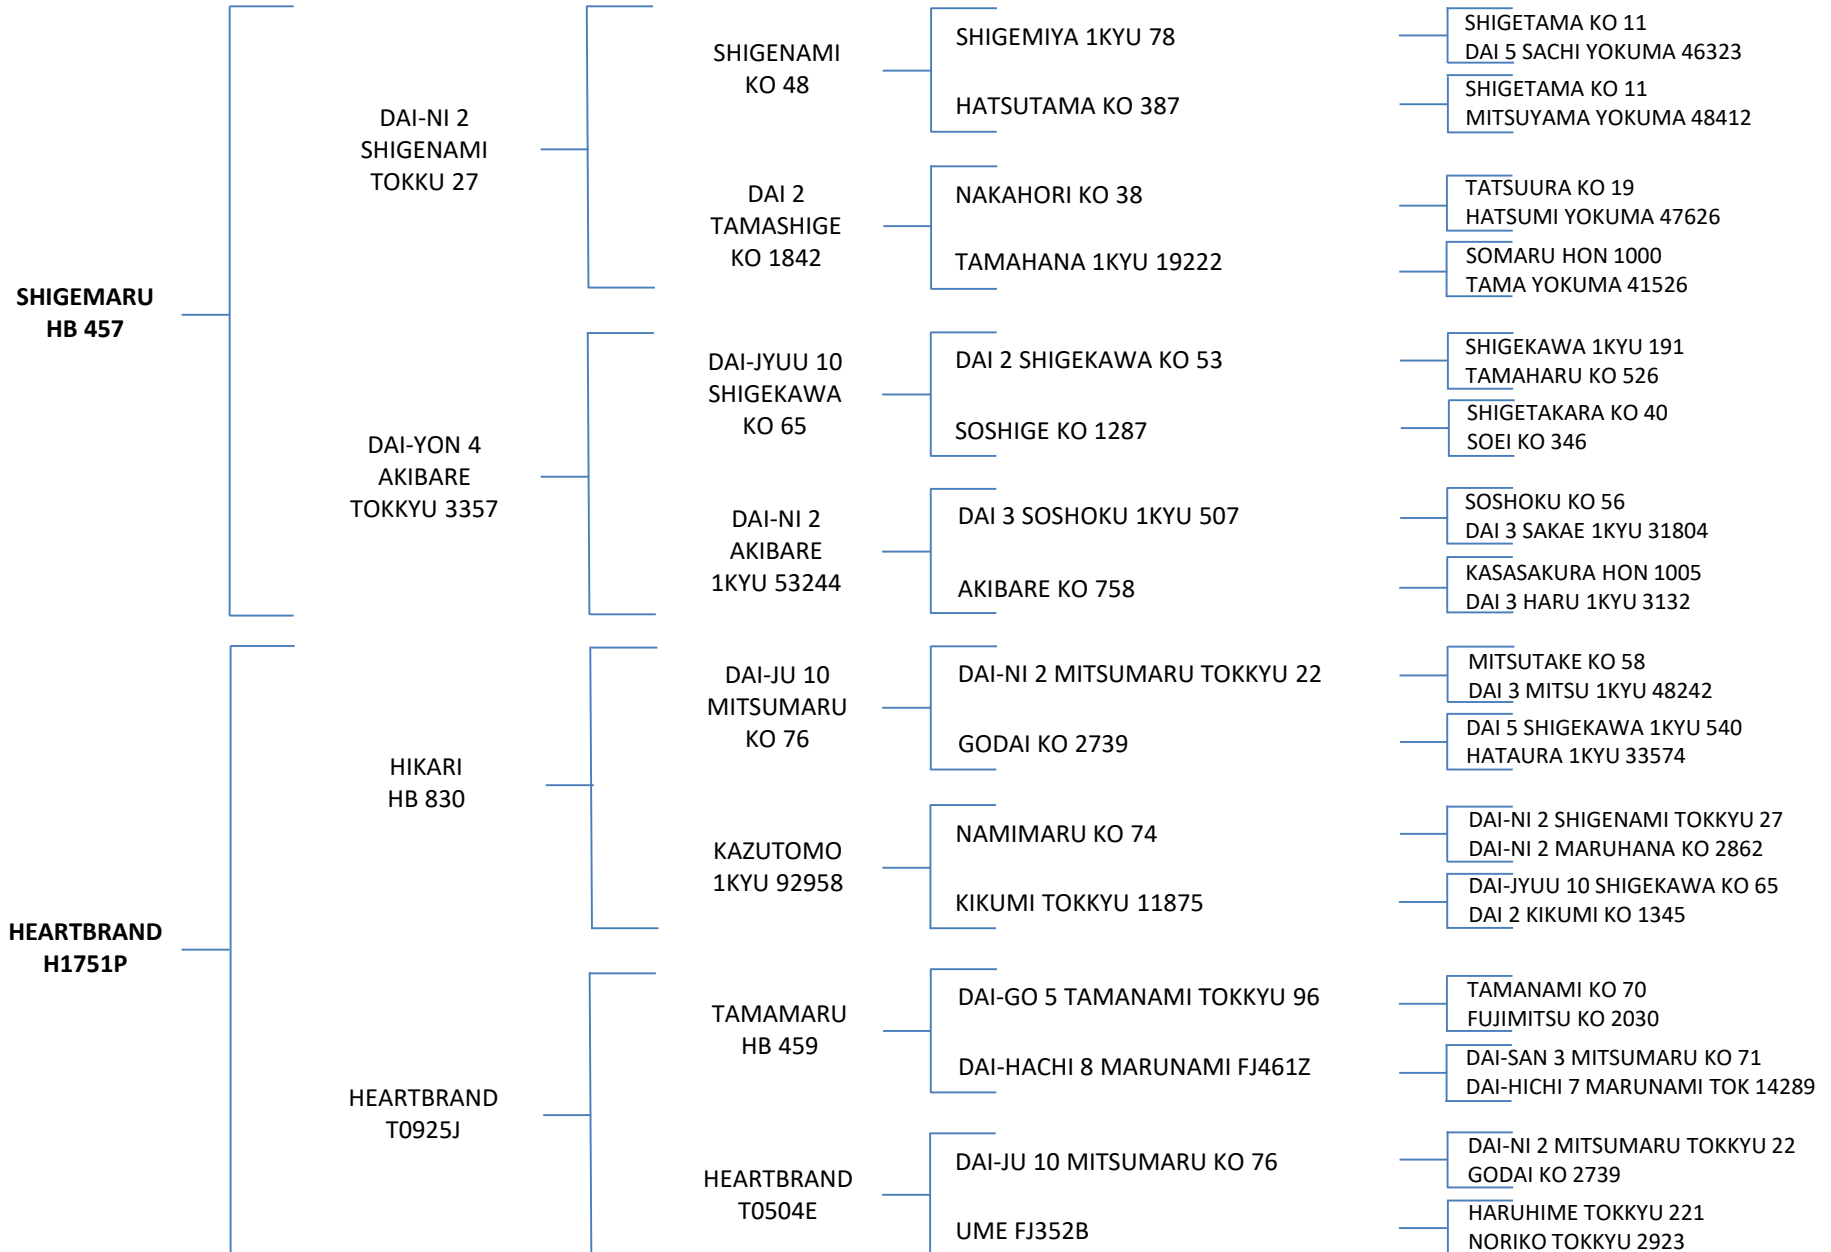 SHIGEMARU
HB 457
DAI-NI 2
SHIGENAMI
TOKKU 27
DAI-YON 4
AKIBARE
TOKKYU 3357
SHIGENAMI
KO 48
DAI 2
TAMASHIGE
KO 1842
DAI-JYUU 10
SHIGEKAWA
KO 65
DAI-NI 2
AKIBARE
1KYU 53244
SHIGEMIYA 1KYU 78
HATSUTAMA KO 387
NAKAHORI KO 38
TAMAHANA 1KYU 19222
DAI 2 SHIGEKAWA KO 53
SOSHIGE KO 1287
DAI 3 SOSHOKU 1KYU 507
AKIBARE KO 758
SHIGETAMA KO 11
DAI 5 SACHI YOKUMA 46323
SHIGETAMA KO 11
MITSUYAMA YOKUMA 48412
TATSUURA KO 19
HATSUMI YOKUMA 47626
SOMARU HON 1000
TAMA YOKUMA 41526
SHIGEKAWA 1KYU 191
TAMAHARU KO 526
SHIGETAKARA KO 40
SOEI KO 346
SOSHOKU KO 56
DAI 3 SAKAE 1KYU 31804
KASASAKURA HON 1005
DAI 3 HARU 1KYU 3132
HEARTBRAND
H1751P
HIKARI
HB 830
HEARTBRAND
T0925J
DAI-JU 10
MITSUMARU
KO 76
KAZUTOMO
1KYU 92958
TAMAMARU
HB 459
HEARTBRAND
T0504E
DAI-NI 2 MITSUMARU TOKKYU 22
GODAI KO 2739
NAMIMARU KO 74
KIKUMI TOKKYU 11875
DAI-GO 5 TAMANAMI TOKKYU 96
DAI-HACHI 8 MARUNAMI FJ461Z
DAI-JU 10 MITSUMARU KO 76
UME FJ352B
MITSUTAKE KO 58
DAI 3 MITSU 1KYU 48242
DAI 5 SHIGEKAWA 1KYU 540
HATAURA 1KYU 33574
DAI-NI 2 SHIGENAMI TOKKYU 27
DAI-NI 2 MARUHANA KO 2862
DAI-JYUU 10 SHIGEKAWA KO 65
DAI 2 KIKUMI KO 1345
TAMANAMI KO 70
FUJIMITSU KO 2030
DAI-SAN 3 MITSUMARU KO 71
DAI-HICHI 7 MARUNAMI TOK 14289
DAI-NI 2 MITSUMARU TOKKYU 22
GODAI KO 2739
HARUHIME TOKKYU 221
NORIKO TOKKYU 2923